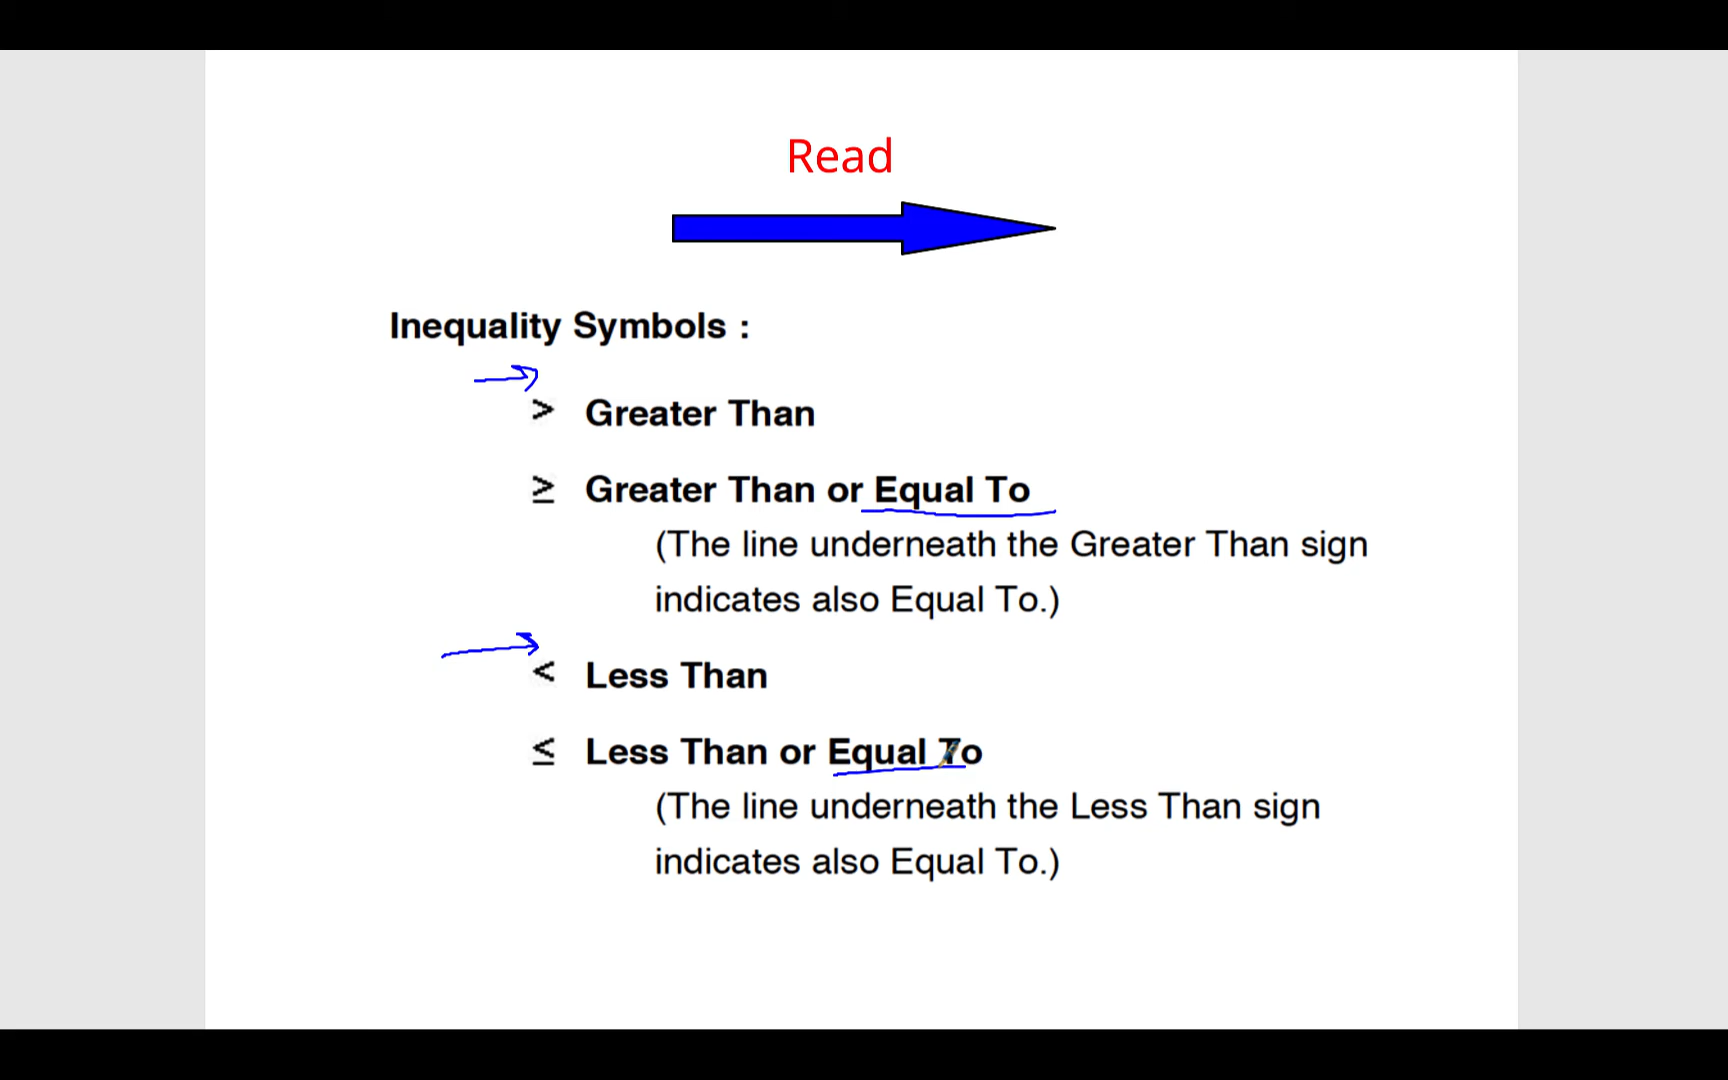 Read
Inequality Symbols :
> Greater Than
≥ Greater Than or Equal To
(The line underneath the Greater Than sign
indicates also Equal To.)
< Less Than
≤ Less Than or Equal To
(The line underneath the Less Than sign
indicates also Equal To.)